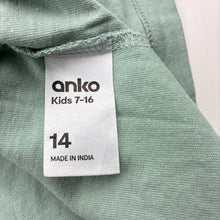 anko
Kids 7-16
14
MADE IN INDIA